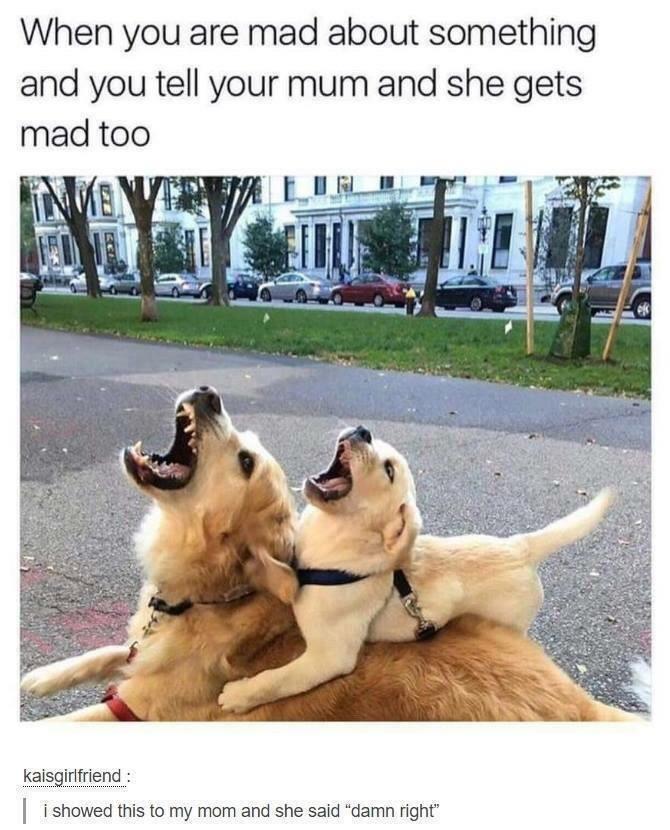 When you are mad about something
and you tell your mum and she gets
mad too
kaisgirlfriend :
i showed this to my mom and she said “damn right”